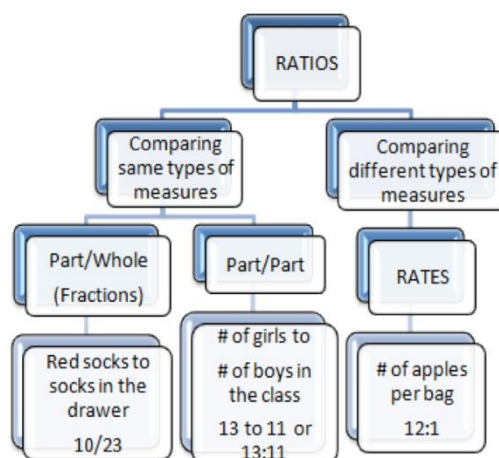 RATIOS
Comparing
same types of
measures
Comparing
different types of
measures
Part/Whole
(Fractions)
Part/Part
RATES
Red socks to
socks in the
drawer
10/23
# of girls to
# of boys in
the class
13 to 11 or
13:11
# of apples
per bag
12:1